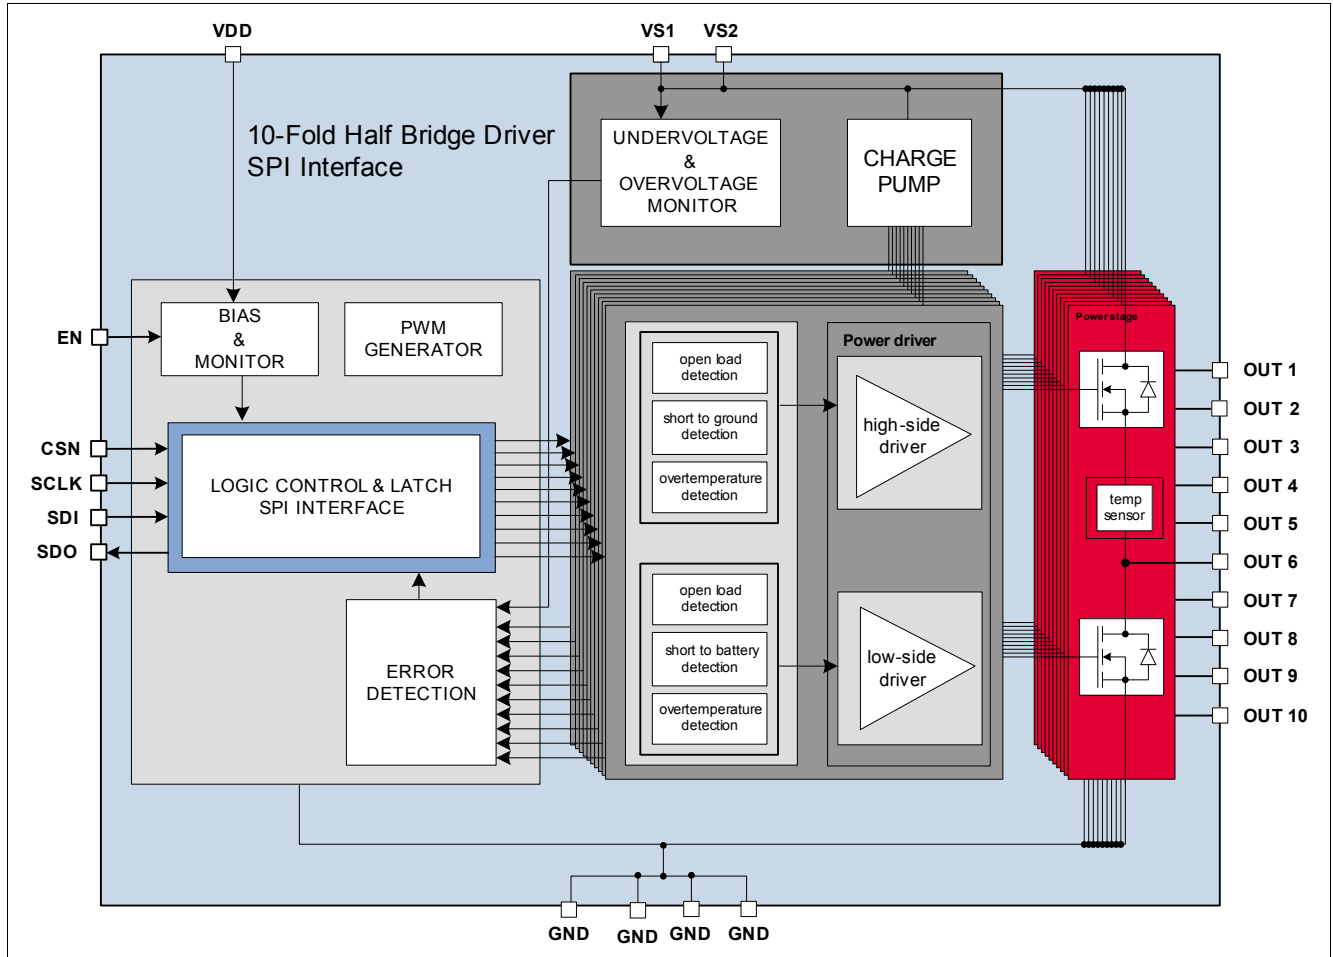 VDD
VS1
VS2
10-Fold Half Bridge Driver
SPI Interface
UNDERVOLTAGE
&
OVERVOLTAGE
MONITOR
CHARGE
PUMP
BIAS
&
MONITOR
PWM
GENERATOR
EN
CSN
SCLK
SDI
SDO
LOGIC CONTROL & LATCH
SPI INTERFACE
ERROR
DETECTION
open load
detection
short to ground
detection
overtemperature
detection
open load
detection
short to battery
detection
overtemperature
detection
Power driver
high-side
driver
low-side
driver
Power stage
temp
sensor
OUT 1
OUT 2
OUT 3
OUT 4
OUT 5
OUT 6
OUT 7
OUT 8
OUT 9
OUT 10
GND
GND
GND
GND